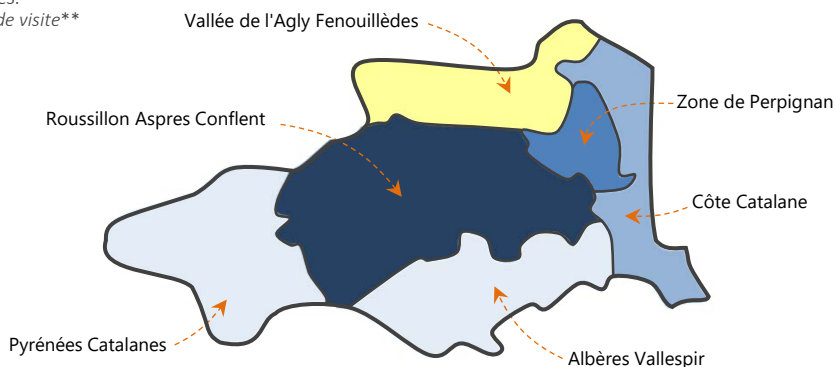 de visite**
Vallée de l'Agly Fenouillèdes
Zone de Perpignan
Roussillon Aspres Conflent
Côte Catalane
Pyrénées Catalanes
Albères Vallespir